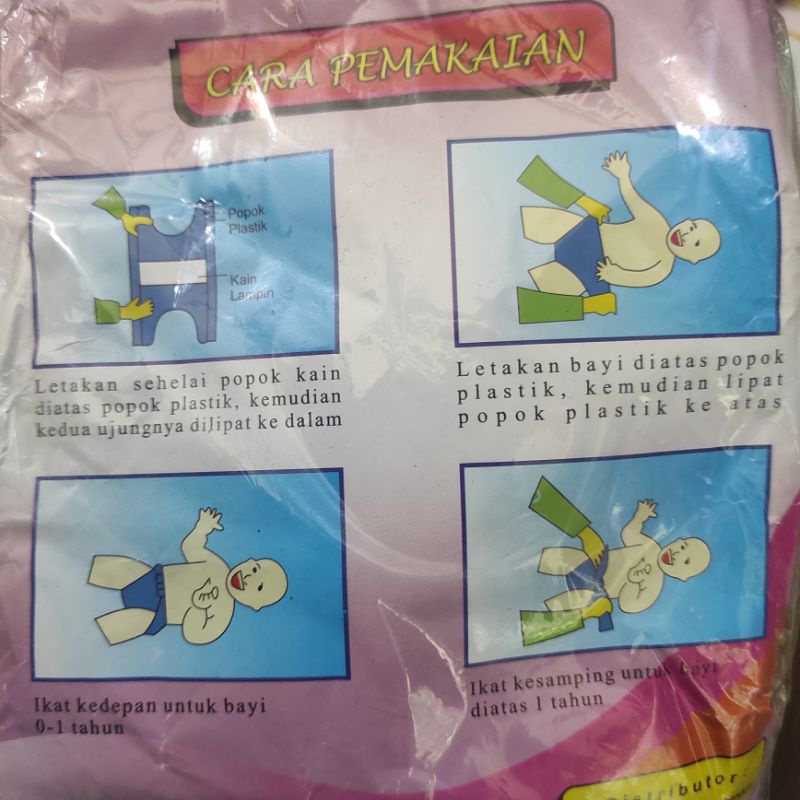 CARA PEMAKAIAN
Popok
Plastik
Kain
Lampin
Letakan sehelai popok kain
diatas popok plastik, kemudian
kedua ujungnya dilipat ke dalam
Letakan bayi diatas popok
plastik, kemudian lipat
popok plastik ke atas
Ikat kedepan untuk bayi
0-1 tahun
Ikat kesamping untuk bayi
diatas 1 tahun
Distributor: